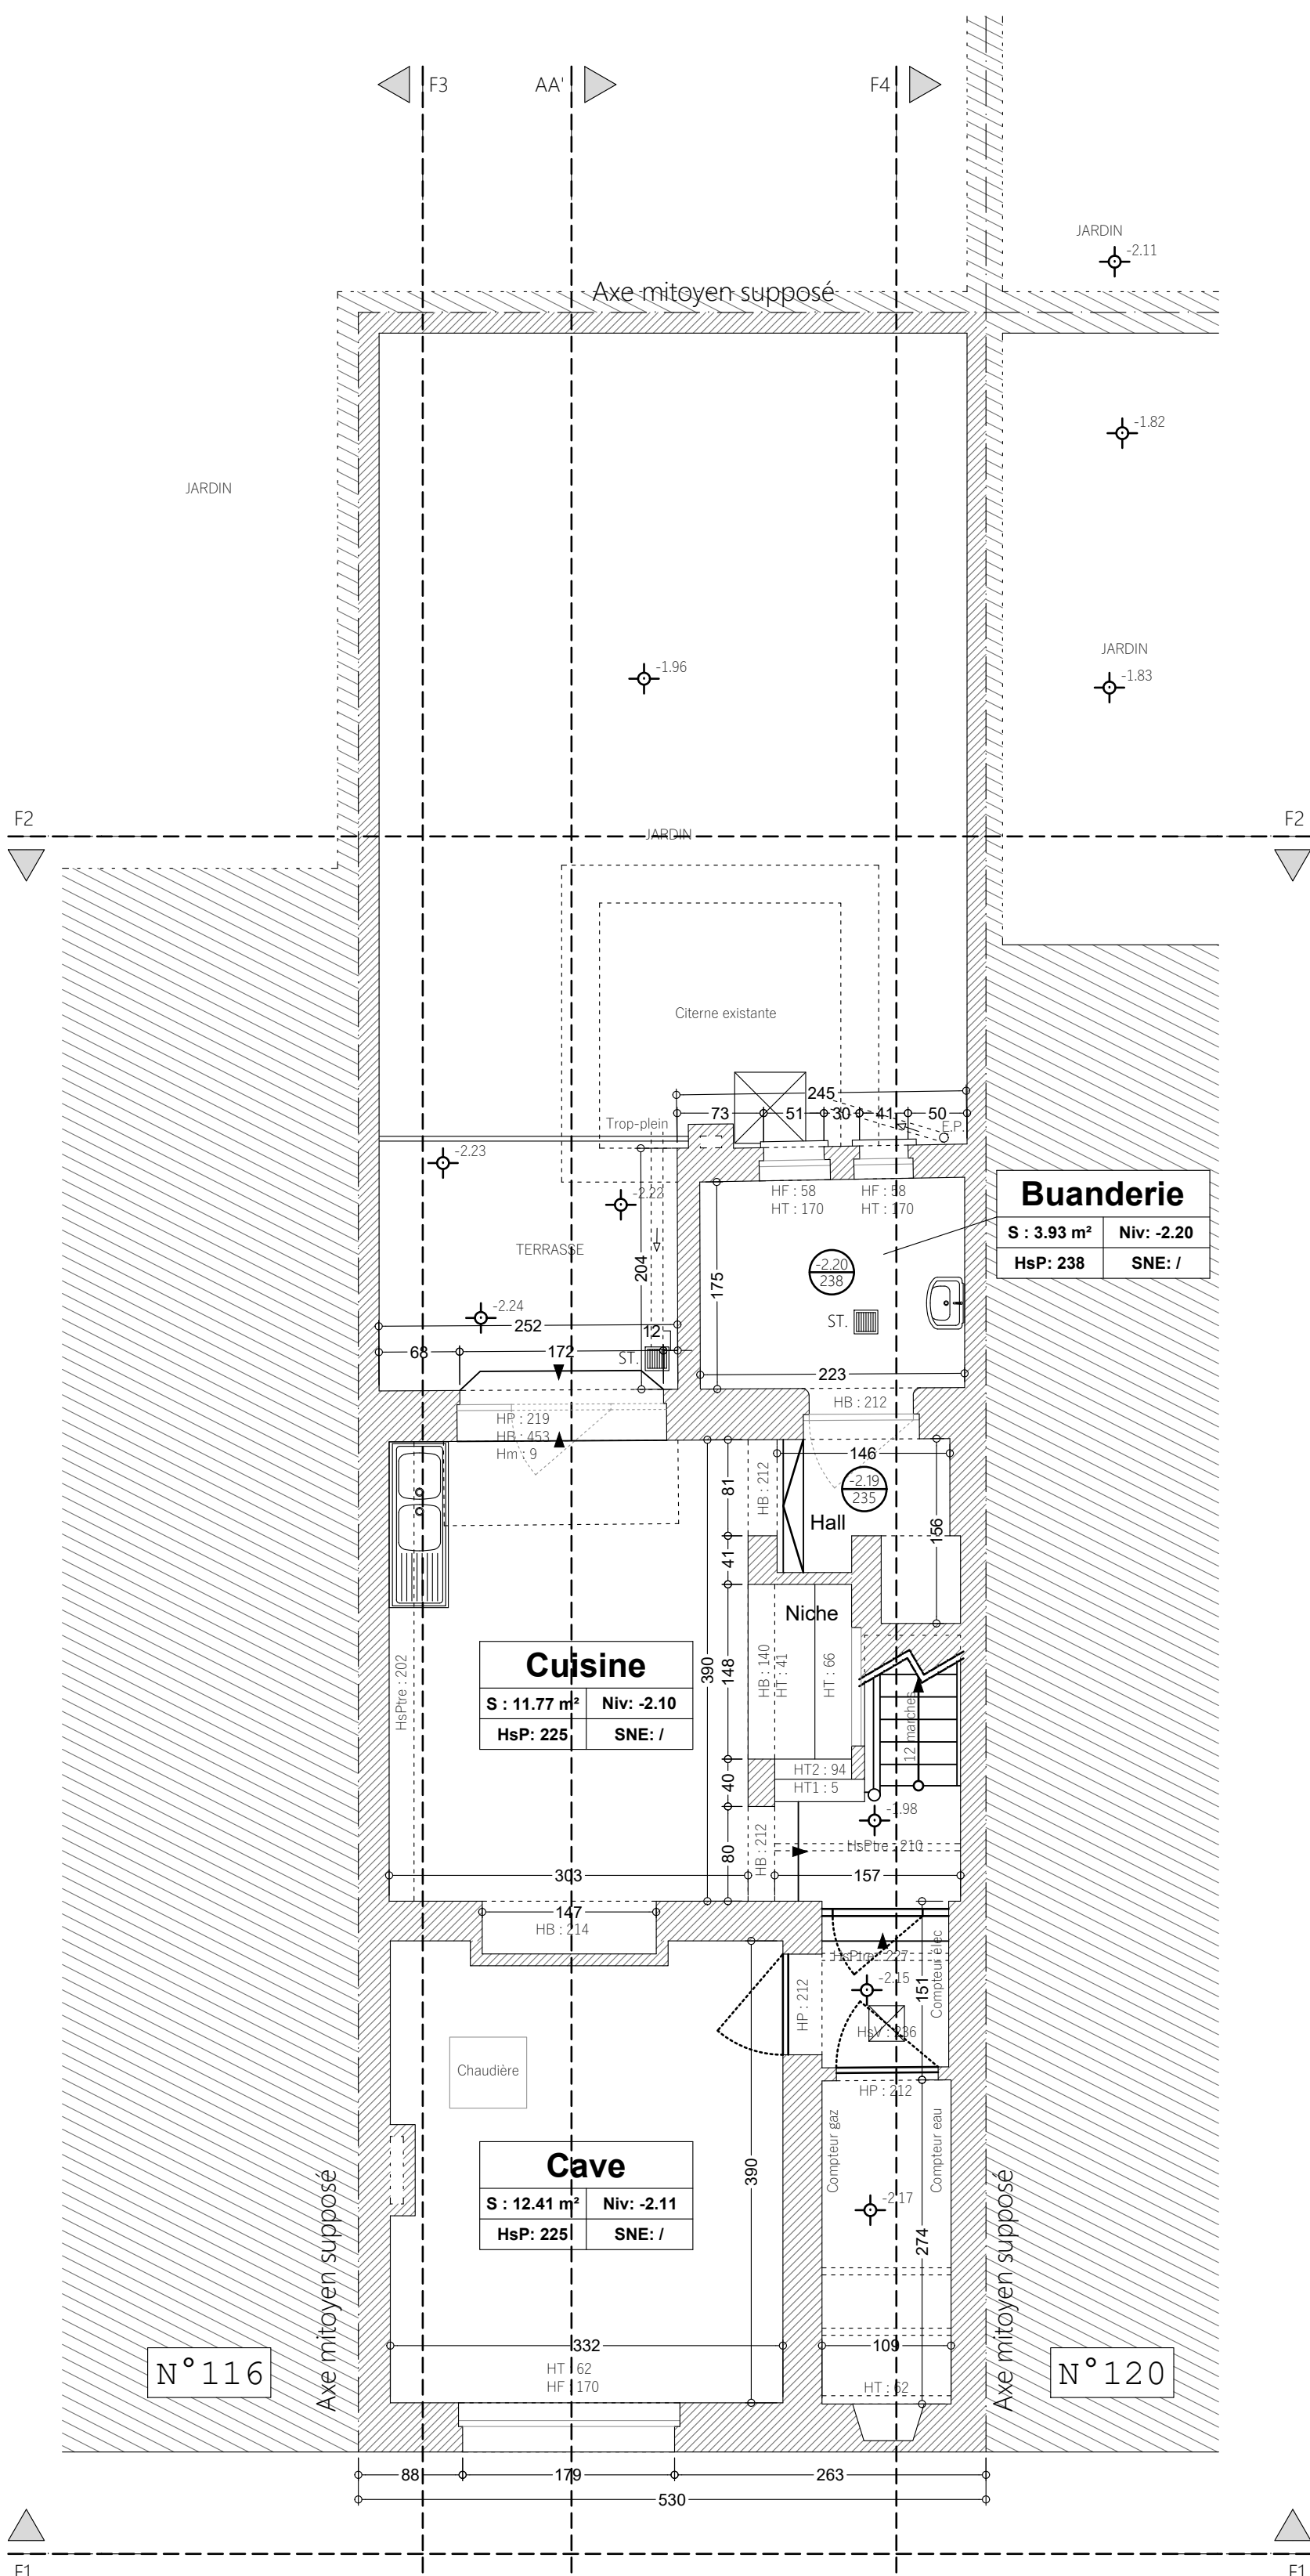 F3
AA'
F4
JARDIN
-2.11
Axe mitoyen supposé
-1.82
JARDIN
JARDIN
-1.96
-1.83
F2
F2
JARDIN
Citerne existante
245
73
51
30
41
50
Trop-plein
E.P.
-2.23
-2.22
HF : 58
HT : 170
HF : 58
HT : 170
Buanderie
S : 3.93 m²
Niv: -2.20
HsP: 238
SNE: /
TERRASSE
204
175
-2.20
238
-2.24
252
12
ST.
68
172
ST.
223
HP : 219
HB : 453
Hm : 9
HB : 212
146
81
HB : 212
-2.19
235
Hall
156
41
Niche
HsPtre : 202
Cuisine
S : 11.77 m²
Niv: -2.10
HsP: 225
SNE: /
390
148
HB : 140
HT : 41
HT : 66
12 marches
40
HT2 : 94
HT1 : 5
-1.98
80
HB : 212
HsPtre : 210
303
157
147
HB : 214
HsPtre : 227
Compteur élec
-2.15
151
HP : 212
HsV : 236
Chaudière
HP : 212
390
Compteur gaz
Compteur eau
Cave
S : 12.41 m²
Niv: -2.11
HsP: 225
SNE: /
-2.17
274
Axe mitoyen supposé
Axe mitoyen supposé
332
109
N°116
HT : 62
HF : 170
HT : 62
N°120
88
179
263
530
F1
F1